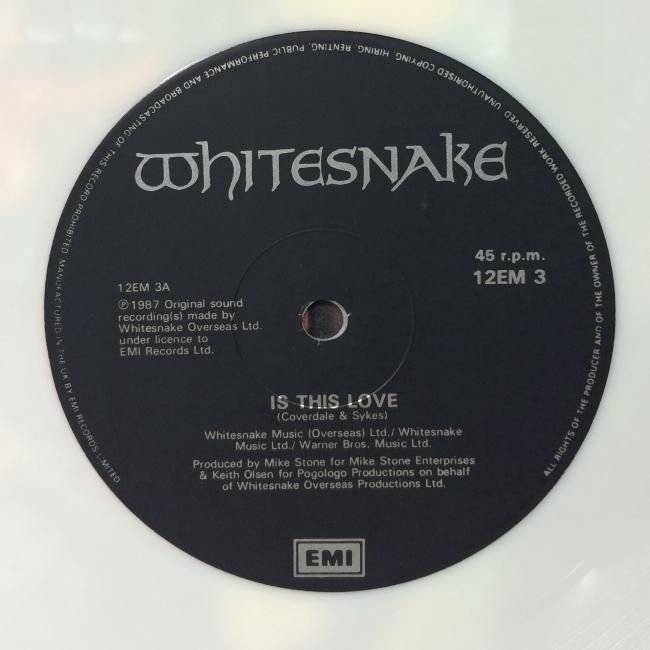 MANUFACTURED IN THE UK BY EMI RECORDS LIMITED ALL RIGHTS OF THE PRODUCER AND OF THE OWNER OF THE RECORDED WORK RESERVED UNAUTHORISED COPYING, HIRING, RENTING, PUBLIC PERFORMANCE AND BROADCASTING OF THIS RECORD PROHIBITED.
WHITESNAKE
45 r.p.m.
12EM 3
12EM 3A
℗1987 Original sound
recording(s) made by
Whitesnake Overseas Ltd.
under licence to
EMI Records Ltd.
IS THIS LOVE
(Coverdale & Sykes)
Whitesnake Music (Overseas) Ltd./ Whitesnake
Music Ltd./ Warner Bros. Music Ltd.
Produced by Mike Stone for Mike Stone Enterprises
& Keith Olsen for Pogologo Productions on behalf
of Whitesnake Overseas Productions Ltd.
EMI